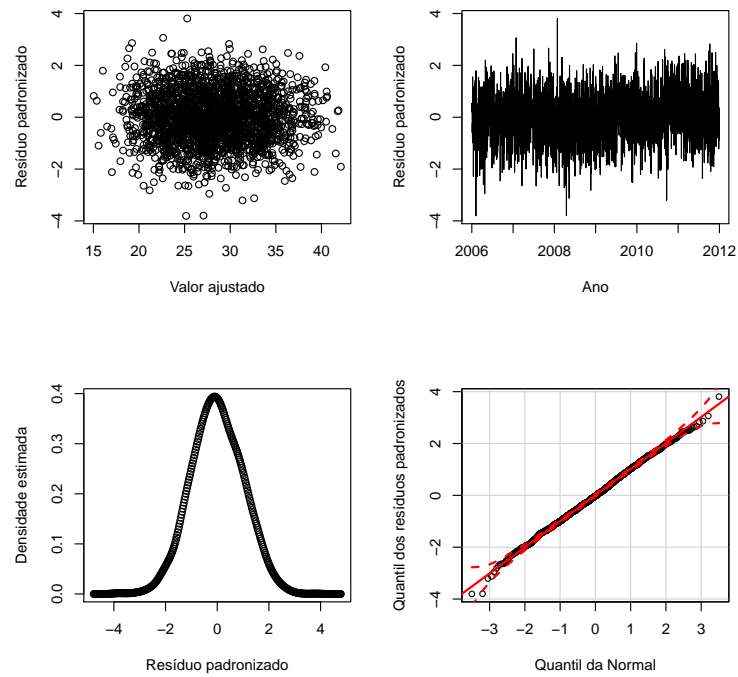 4
2
0
−2
−4
Resíduo padronizado
15 20 25 30 35 40
Valor ajustado
4
2
0
−2
−4
Resíduo padronizado
2006 2008 2010 2012
Ano
0.4
0.3
0.2
0.1
0.0
Densidade estimada
−4 −2 0 2 4
Resíduo padronizado
4
2
0
−2
−4
Quantil dos resíduos padronizados
−3 −2 −1 0 1 2 3
Quantil da Normal